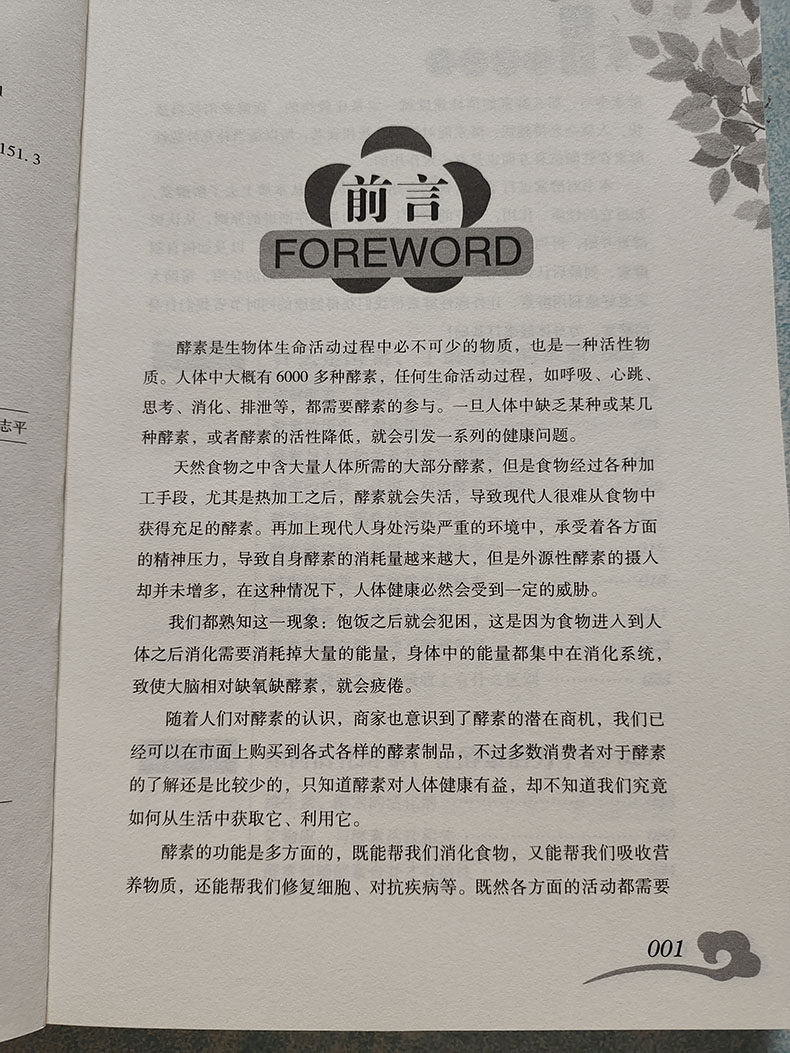 151. 3
志平
前言
FOREWORD
酵素是生物体生命活动过程中必不可少的物质，也是一种活性物
质。人体中大概有 6000 多种酵素，任何生命活动过程，如呼吸、心跳、
思考、消化、排泄等，都需要酵素的参与。一旦人体中缺乏某种或某几
种酵素，或者酵素的活性降低，就会引发一系列的健康问题。
天然食物之中含大量人体所需的大部分酵素，但是食物经过各种加
工手段，尤其是热加工之后，酵素就会失活，导致现代人很难从食物中
获得充足的酵素。再加上现代人身处污染严重的环境中，承受着各方面
的精神压力，导致自身酵素的消耗量越来越大，但是外源性酵素的摄人
却并未增多，在这种情况下，人体健康必然会受到一定的威胁。
我们都熟知这一现象：饱饭之后就会犯困，这是因为食物进入到人
体之后消化需要消耗掉大量的能量，身体中的能量都集中在消化系统，
致使大脑相对缺氧缺酵素，就会疲倦。
随着人们对酵素的认识，商家也意识到了酵素的潜在商机，我们已
经可以在市面上购买到各式各样的酵素制品，不过多数消费者对于酵素
的了解还是比较少的，只知道酵素对人体健康有益，却不知道我们究竟
如何从生活中获取它、利用它。
酵素的功能是多方面的，既能帮我们消化食物，又能帮我们吸收营
养物质，还能帮我们修复细胞、对抗疾病等。既然各方面的活动都需要
001